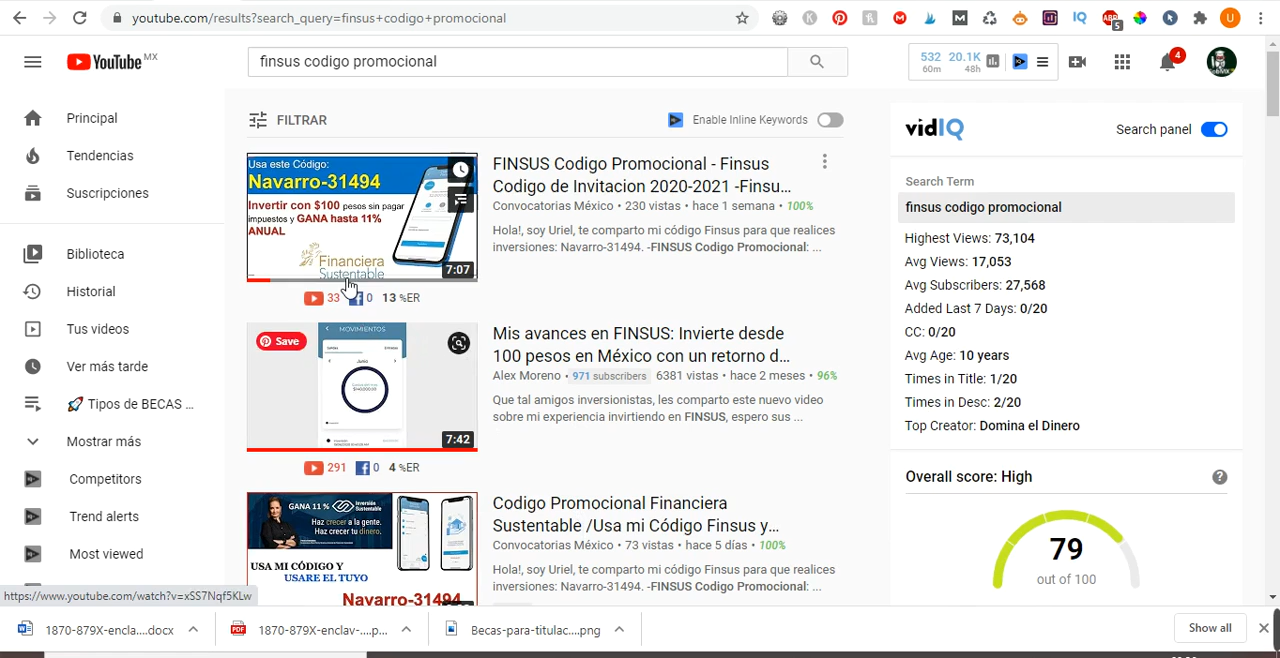 youtube.com/results?search_query=finsus+codigo+promocional
YouTube MX
finsus codigo promocional
532 20.1K
60m 48h
4
5
U
Principal
Tendencias
Suscripciones
Biblioteca
Historial
Tus videos
Ver más tarde
🚀 Tipos de BECAS ...
Mostrar más
Competitors
Trend alerts
Most viewed
FILTRAR
Enable Inline Keywords
Usa este Código:
Navarro-31494
Invertir con $100 pesos sin pagar
impuestos y GANA hasta 11%
ANUAL
Financiera
Sustentable
7:07
33 0 13 %ER
FINSUS Codigo Promocional - Finsus
Codigo de Invitacion 2020-2021 -Finsu...
Convocatorias México • 230 vistas • hace 1 semana • 100%
Hola!, soy Uriel, te comparto mi código Finsus para que realices
inversiones: Navarro-31494. -FINSUS Codigo Promocional: ...
Save
MOVIMIENTOS
Junio
7:42
291 0 4 %ER
Mis avances en FINSUS: Invierte desde
100 pesos en México con un retorno d...
Alex Moreno • 971 subscribers 6381 vistas • hace 2 meses • 96%
Que tal amigos inversionistas, les comparto este nuevo video
sobre mi experiencia invirtiendo en FINSUS, espero sus ...
GANA 11 % Inversión
Sustentable
Haz crecer a la gente.
Haz crecer tu dinero.
USA MI CÓDIGO Y
USARE EL TUYO
Navarro-31494
Codigo Promocional Financiera
Sustentable /Usa mi Código Finsus y...
Convocatorias México • 73 vistas • hace 5 días • 100%
Hola!, soy Uriel, te comparto mi código Finsus para que realices
inversiones: Navarro-31494. -FINSUS Codigo Promocional: ...
vidIQ
Search panel
Search Term
finsus codigo promocional
Highest Views: 73,104
Avg Views: 17,053
Avg Subscribers: 27,568
Added Last 7 Days: 0/20
CC: 0/20
Avg Age: 10 years
Times in Title: 1/20
Times in Desc: 2/20
Top Creator: Domina el Dinero
Overall score: High
?
79
out of 100
https://www.youtube.com/watch?v=xSS7Nqf5KLw
1870-879X-encla....docx
1870-879X-enclav-....p...
Becas-para-titulac....png
Show all